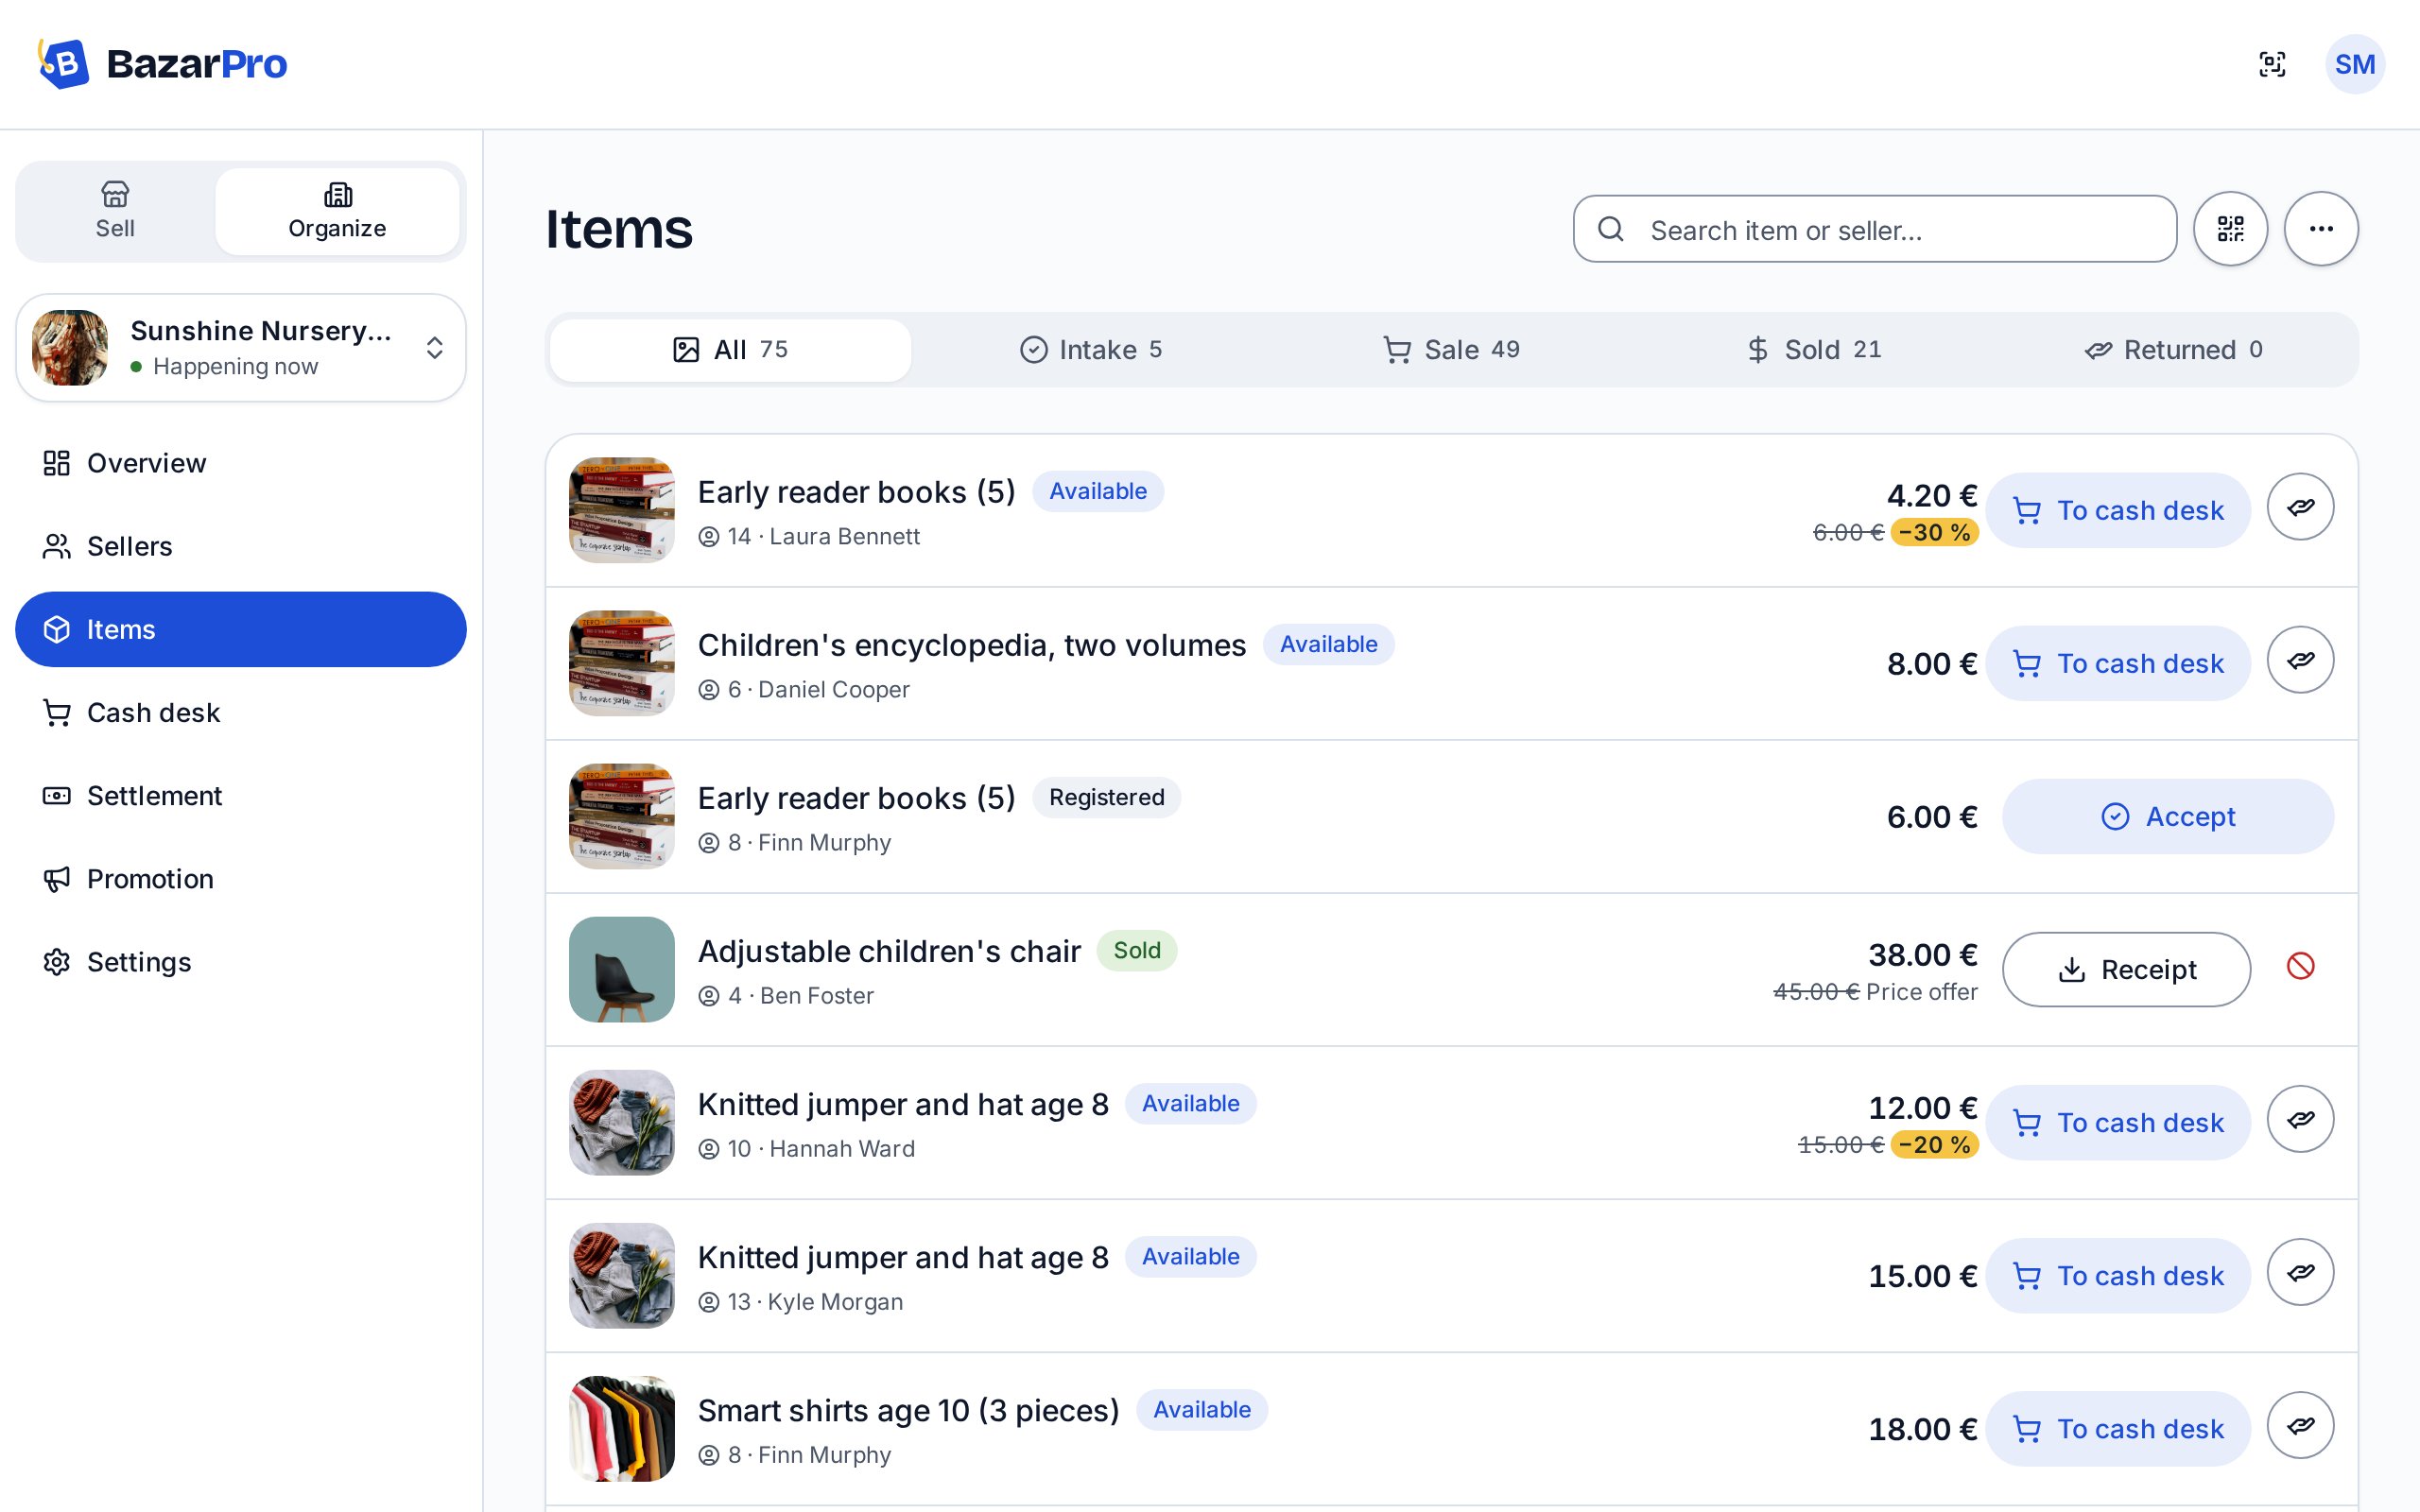 B BazarPro
SM
Sell
Organize
Sunshine Nursery...
Happening now
Overview
Sellers
Items
Cash desk
Settlement
Promotion
Settings
Items
Search item or seller...
All 75
Intake 5
Sale 49
Sold 21
Returned 0
Early reader books (5) Available
14 · Laura Bennett
4.20 €
6.00 € −30 %
To cash desk
Children's encyclopedia, two volumes Available
6 · Daniel Cooper
8.00 €
To cash desk
Early reader books (5) Registered
8 · Finn Murphy
6.00 €
Accept
Adjustable children's chair Sold
4 · Ben Foster
38.00 €
45.00 € Price offer
Receipt
Knitted jumper and hat age 8 Available
10 · Hannah Ward
12.00 €
15.00 € −20 %
To cash desk
Knitted jumper and hat age 8 Available
13 · Kyle Morgan
15.00 €
To cash desk
Smart shirts age 10 (3 pieces) Available
8 · Finn Murphy
18.00 €
To cash desk